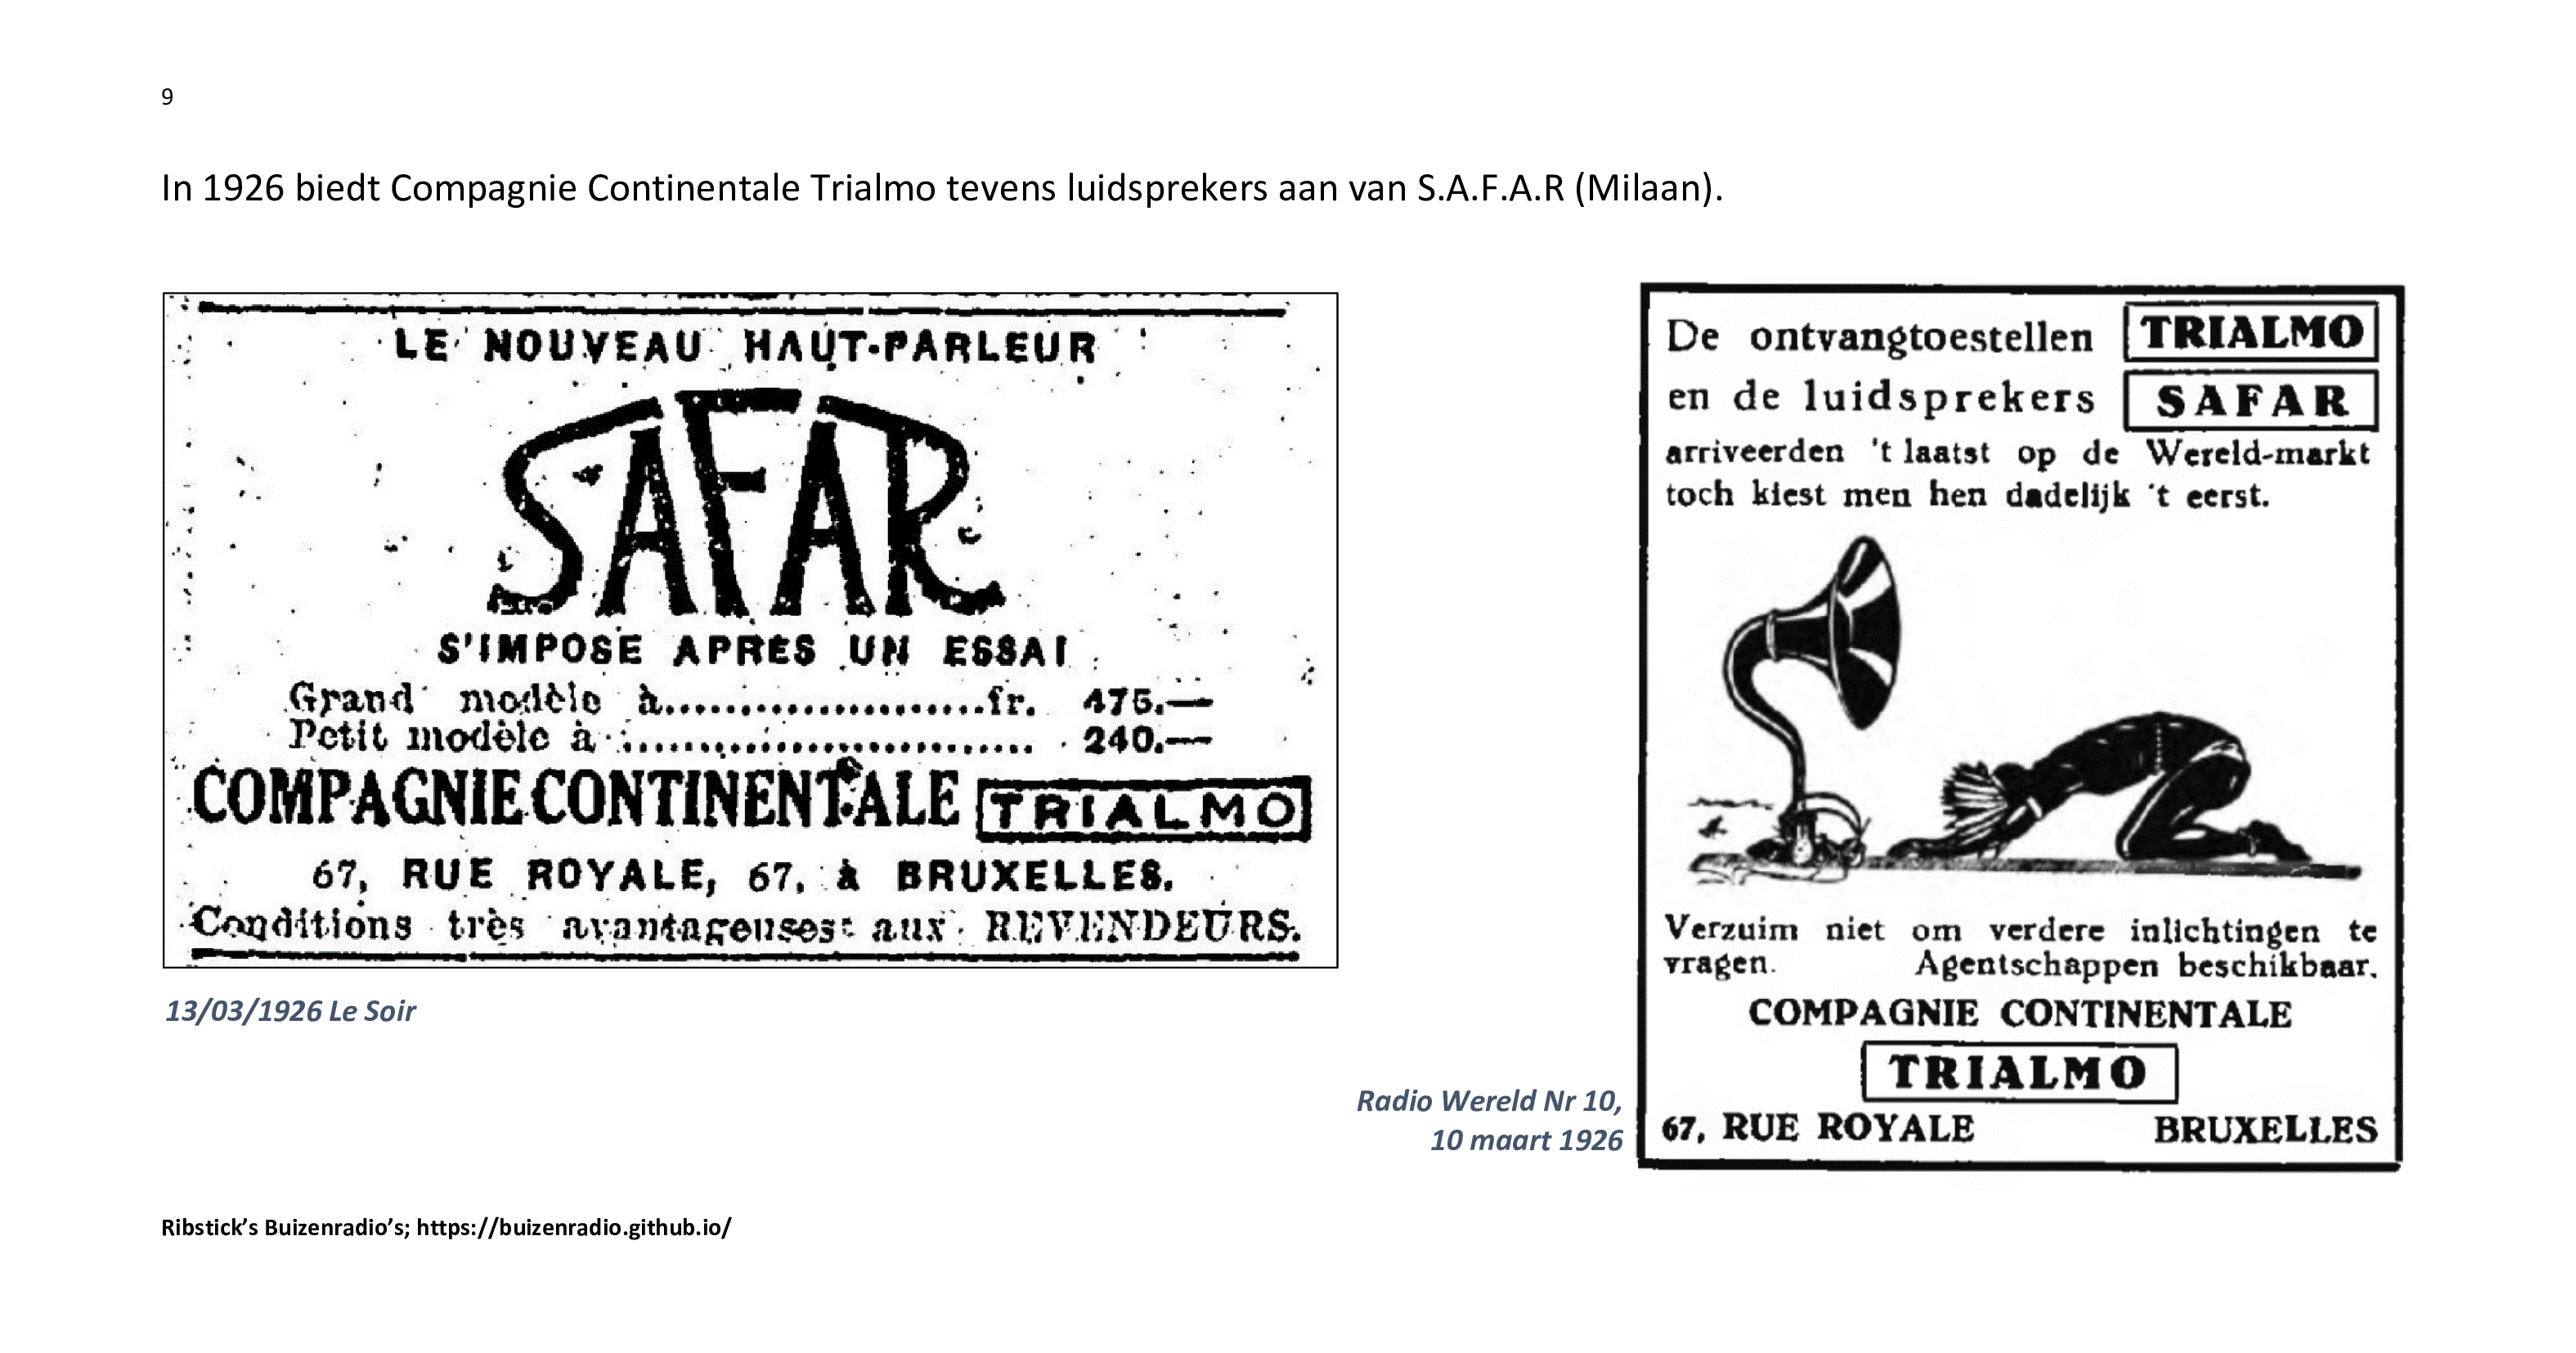 9
In 1926 biedt Compagnie Continentale Trialmo tevens luidsprekers aan van S.A.F.A.R (Milaan).
LE NOUVEAU HAUT-PARLEUR
SAFAR
S'IMPOSE APRES UN ESSAI
Grand modèle à.....................fr. 475.—
Petit modèle à ........................... 240.—
COMPAGNIE CONTINENTALE TRIALMO
67, RUE ROYALE, 67, à BRUXELLES.
Conditions très avantageuses aux REVENDEURS.
13/03/1926 Le Soir
De ontvangtoestellen TRIALMO
en de luidsprekers SAFAR
arriveerden 't laatst op de Wereld-markt
toch kiest men hen dadelijk 't eerst.
Verzuim niet om verdere inlichtingen te
vragen. Agentschappen beschikbaar.
COMPAGNIE CONTINENTALE
TRIALMO
67, RUE ROYALE BRUXELLES
Radio Wereld Nr 10,
10 maart 1926
Ribstick's Buizenradio's; https://buizenradio.github.io/